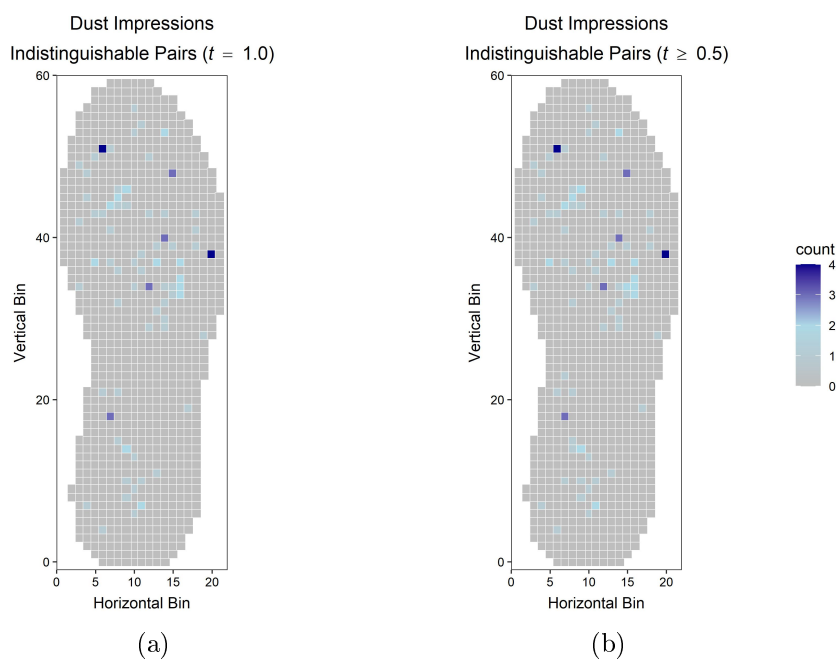 Dust Impressions
Indistinguishable Pairs (t = 1.0)
60
40
20
0
Vertical Bin
0 5 10 15 20
Horizontal Bin
(a)
Dust Impressions
Indistinguishable Pairs (t ≥ 0.5)
60
40
20
0
Vertical Bin
0 5 10 15 20
Horizontal Bin
(b)
count
4
3
2
1
0